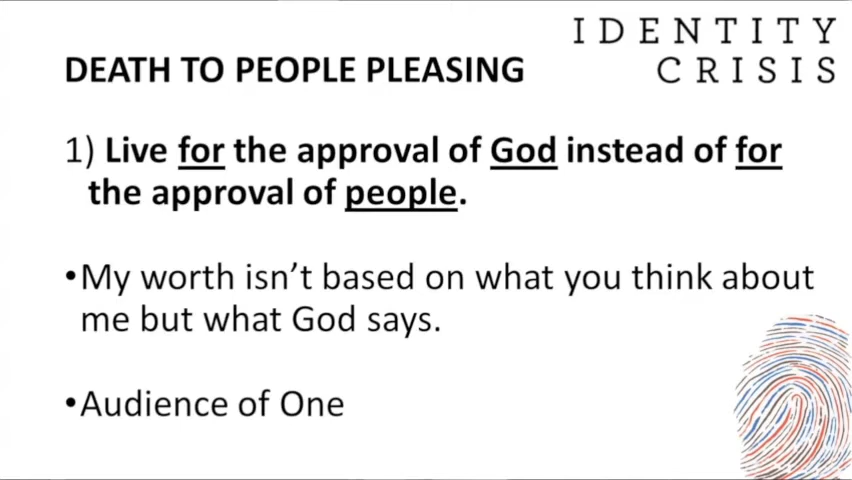 IDENTITY
CRISIS
DEATH TO PEOPLE PLEASING
1) Live for the approval of God instead of for
the approval of people.
•My worth isn't based on what you think about
me but what God says.
•Audience of One